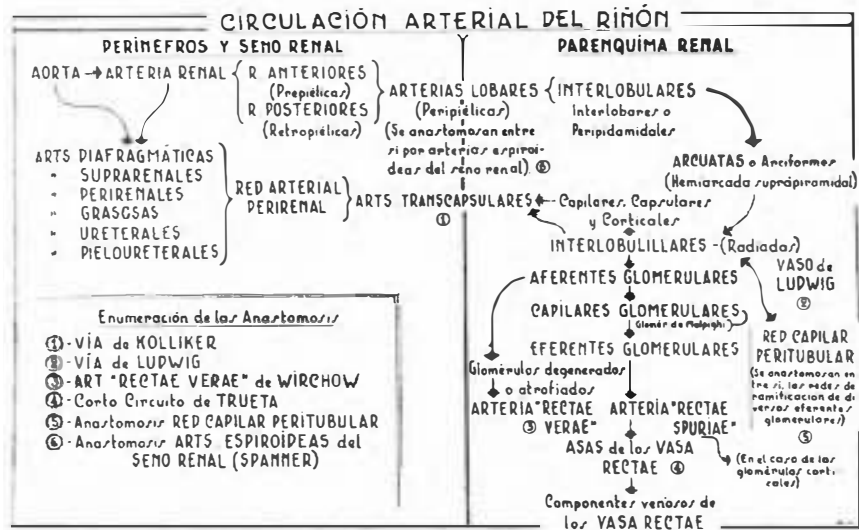 CIRCULACIÓN ARTERIAL DEL RIÑÓN
PERINEFROS Y SENO RENAL
AORTA → ARTERIA RENAL
R ANTERIORES
(Prepiélicas)
R POSTERIORES
(Retropiélicas)
ARTERIAS LOBARES
(Peripiélicas)
(Se anastomosan entre
si por arterias espiroi-
deas del seno renal). ⑥
ARTS DIAFRAGMÁTICAS
" SUPRARENALES
" PERIRENALES
" GRASOSAS
" URETERALES
" PIELOURETERALES
RED ARTERIAL
PERIRENAL
ARTS TRANSCAPSULARES
①
PARENQUIMA RENAL
INTERLOBULARES
Interlobares o
Peripidamidales
ARCUATAS o Arciformes
(Hemiarcada suprapiramidal)
Capilares, Capsulares
y Corticales
INTERLOBULILLARES - (Radiadas)
VASO de
LUDWIG
②
AFERENTES GLOMERULARES
CAPILARES GLOMERULARES
(Glomér de Malpighi)
EFERENTES GLOMERULARES
RED CAPILAR
PERITUBULAR
(Se anastomosan en
tre si, las redes de
ramificacion de di
versos eferentes
glomerulares)
⑤
Glomérulos degenerados
o atrofiados
ARTERIA "RECTAE
③ VERAE"
ARTERÍA "RECTAE
SPURIAE"
(En el caso de los
glomérulos corti
cales)
ASAS de los VASA
RECTAE ④
Componentes venosos de
los VASA RECTAE
Enumeración de las Anastomosis
①- VÍA de KOLLIKER
②- VÍA de LUDWIG
③- ART "RECTAE VERAE" de WIRCHOW
④- Corto Circuito de TRUETA
⑤- Anastomosis RED CAPILAR PERITUBULAR
⑥- Anastomosis ARTS ESPIROÍDEAS del
SENO RENAL (SPANNER)